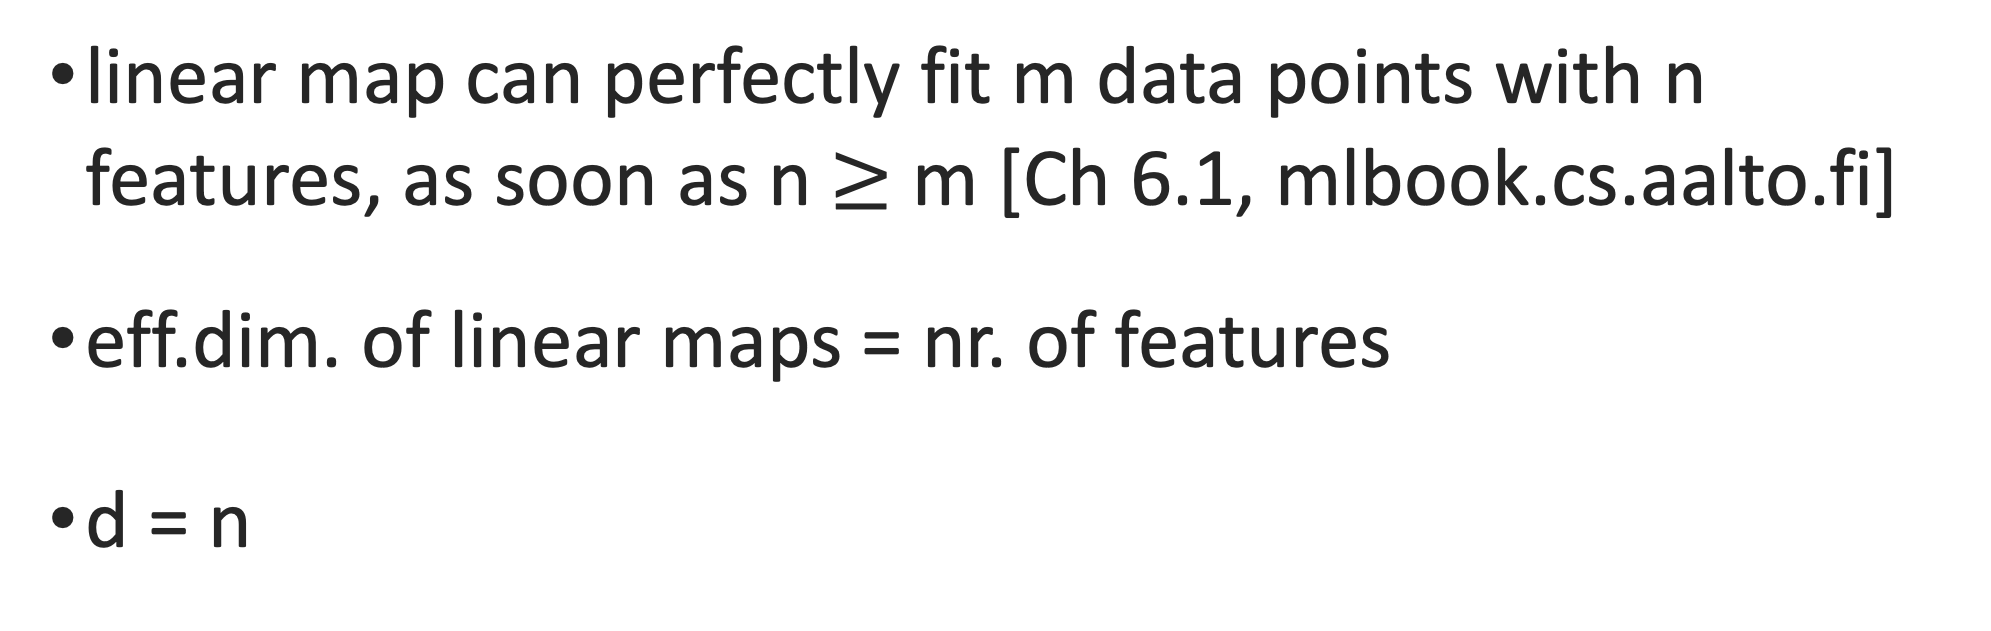 •linear map can perfectly fit m data points with n
features, as soon as n ≥ m [Ch 6.1, mlbook.cs.aalto.fi]
•eff.dim. of linear maps = nr. of features
•d = n